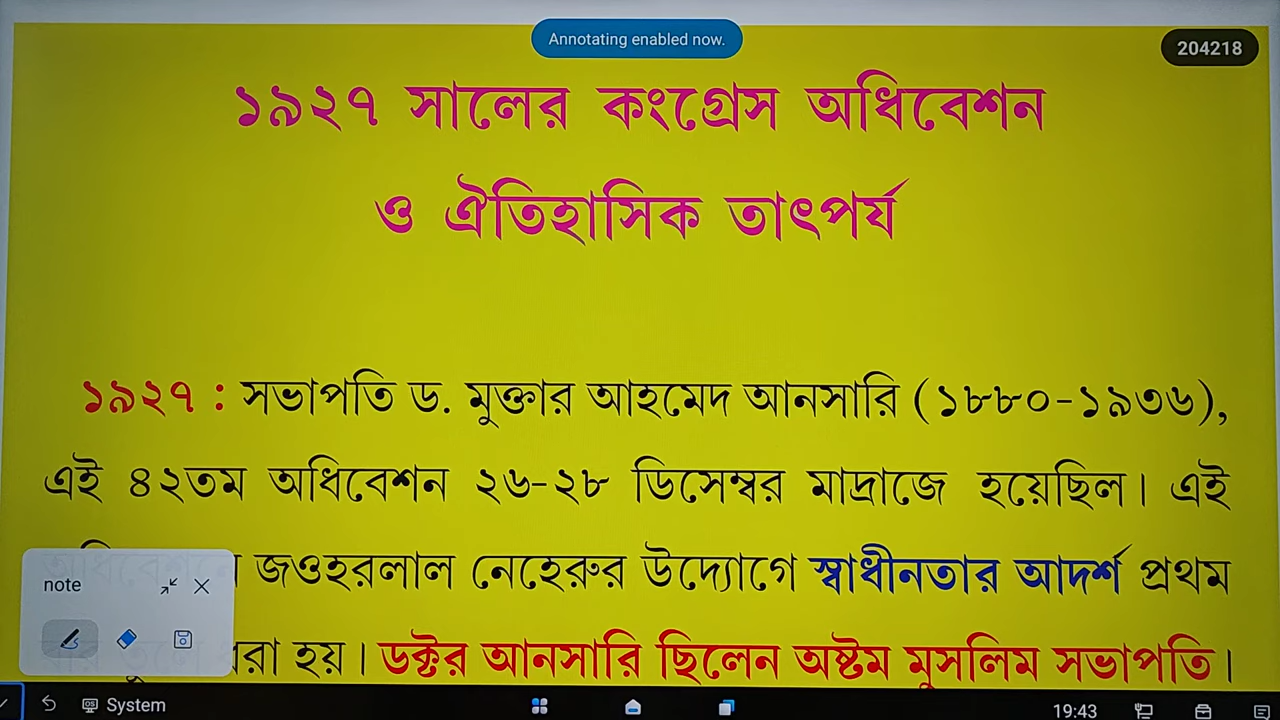 Annotating enabled now.
204218
১৯২৭ সালের কংগ্রেস অধিবেশন
ও ঐতিহাসিক তাৎপর্য
১৯২৭ : সভাপতি ড. মুক্তার আহমেদ আনসারি (১৮৮০-১৯৩৬),
এই ৪২তম অধিবেশন ২৬-২৮ ডিসেম্বর মাদ্রাজে হয়েছিল। এই
জওহরলাল নেহেরুর উদ্যোগে স্বাধীনতার আদর্শ প্রথম
হয়। ডক্টর আনসারি ছিলেন অষ্টম মুসলিম সভাপতি।
note
System
19:43